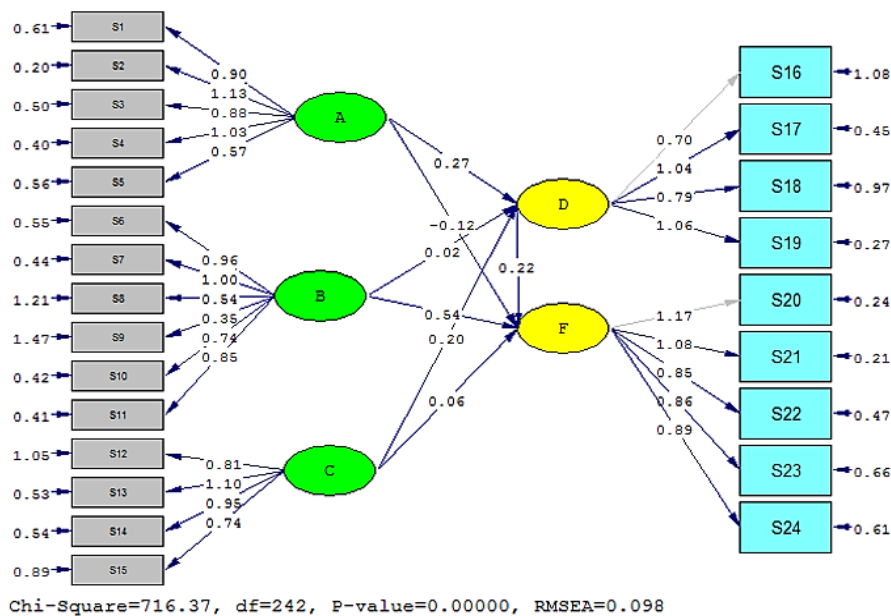 0.61 S1
0.20 S2
0.50 S3
0.40 S4
0.56 S5
0.55 S6
0.44 S7
1.21 S8
1.47 S9
0.42 S10
0.41 S11
1.05 S12
0.53 S13
0.54 S14
0.89 S15
0.90
1.13
0.88
1.03
0.57
0.96
1.00
0.54
0.35
0.74
0.85
0.81
1.10
0.95
0.74
A
B
C
0.27
-0.12
0.02
0.22
0.54
0.20
0.06
D
F
0.70
1.04
0.79
1.06
1.17
1.08
0.85
0.86
0.89
S16 1.08
S17 0.45
S18 0.97
S19 0.27
S20 0.24
S21 0.21
S22 0.47
S23 0.66
S24 0.61
Chi-Square=716.37, df=242, P-value=0.00000, RMSEA=0.098